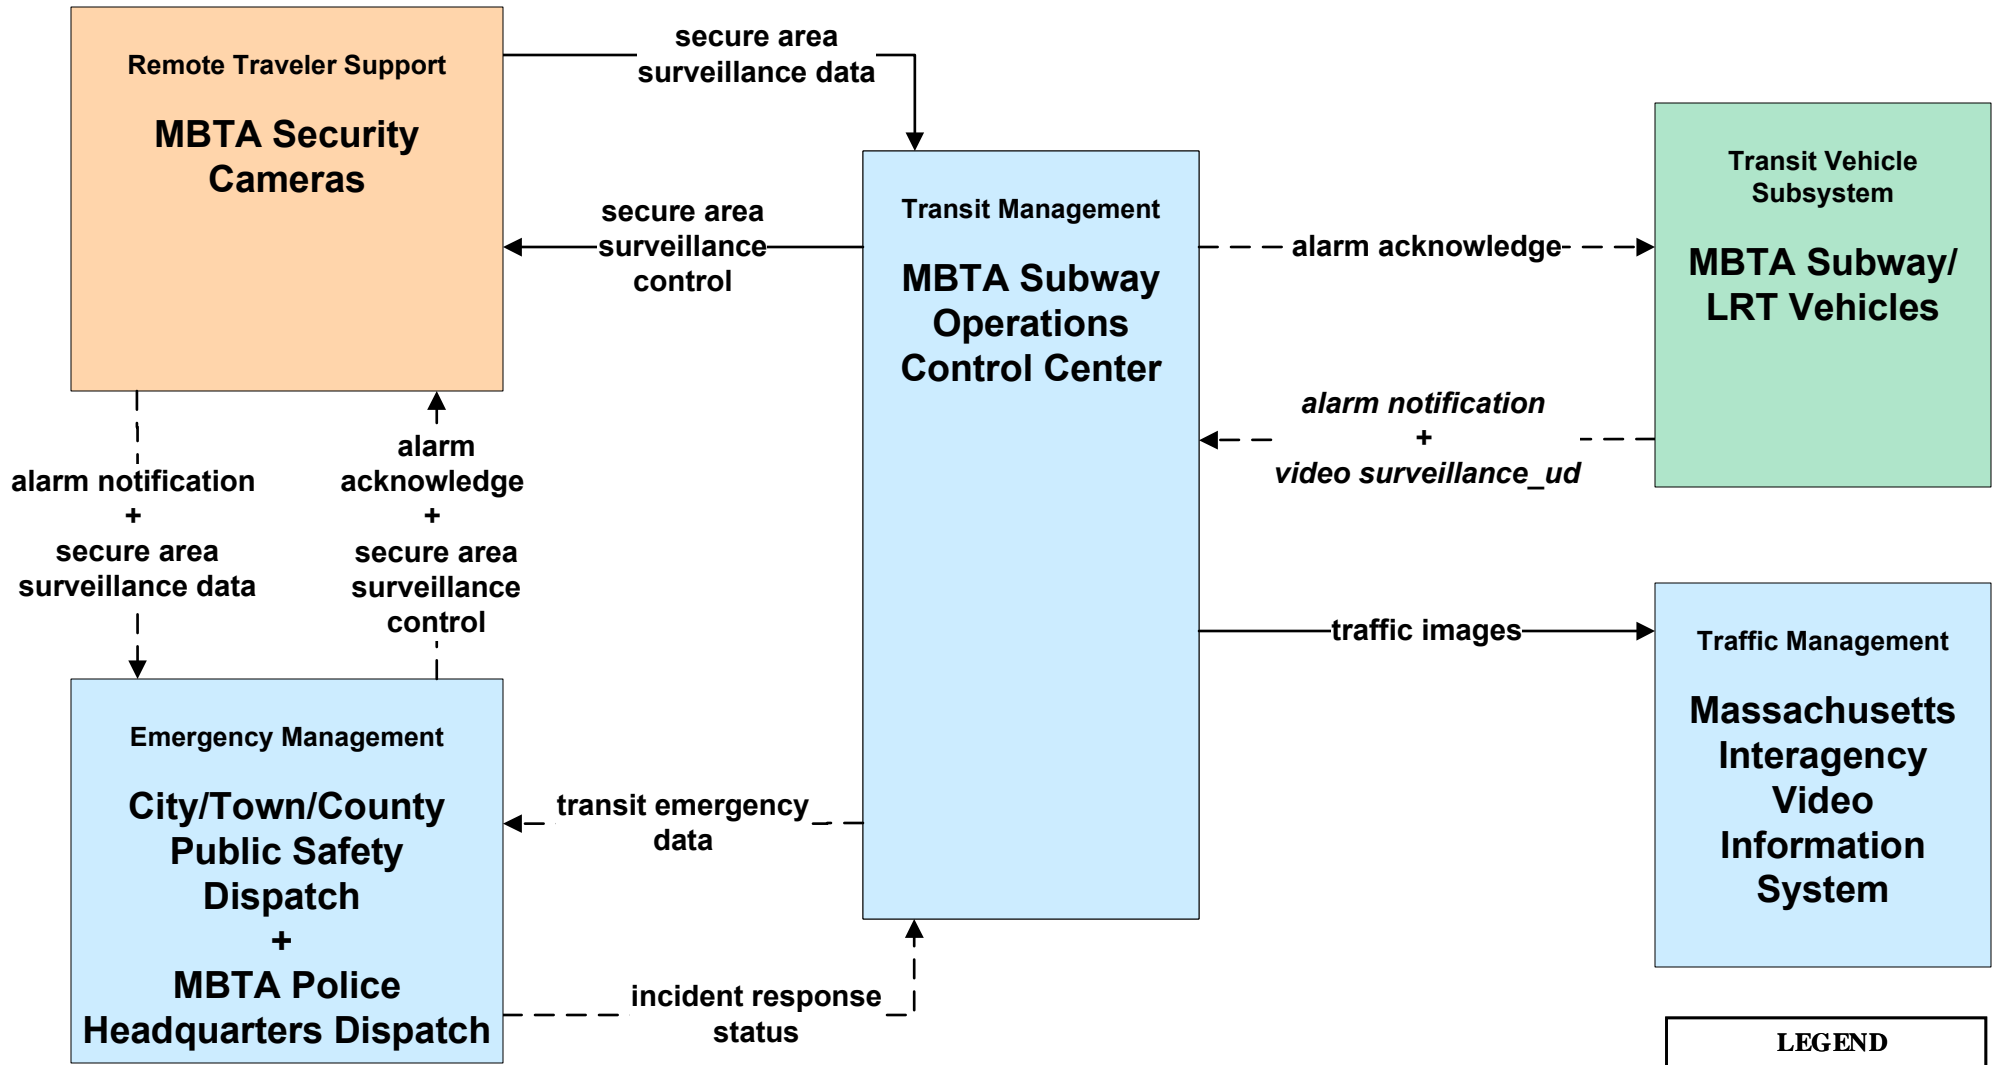 Remote Traveler Support
MBTA Security
Cameras
secure area
surveillance data
secure area
surveillance
control
Transit Management
MBTA Subway
Operations
Control Center
alarm acknowledge
Transit Vehicle
Subsystem
MBTA Subway/
LRT Vehicles
alarm notification
+
video surveillance_ud
alarm notification
+
secure area
surveillance data
alarm
acknowledge
+
secure area
surveillance
control
traffic images
Traffic Management
Massachusetts
Interagency
Video
Information
System
Emergency Management
City/Town/County
Public Safety
Dispatch
+
MBTA Police
Headquarters Dispatch
transit emergency
data
incident response
status
LEGEND